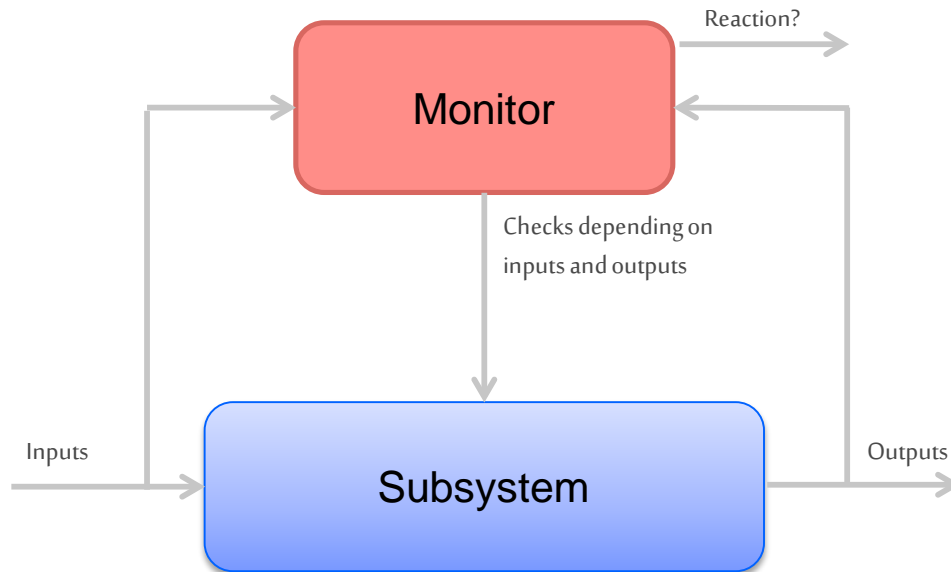 Reaction?
Monitor
Checks depending on
inputs and outputs
Inputs
Outputs
Subsystem